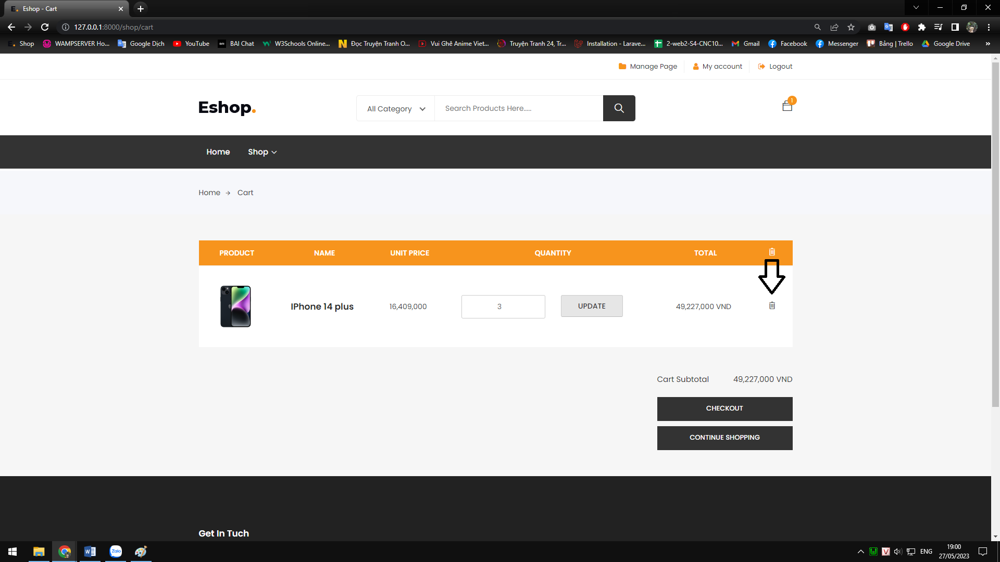 Eshop - Cart
127.0.0.1:8000/shop/cart
Shop
WAMPSERVER Ho...
Google Dịch
YouTube
BAI Chat
W3Schools Online...
Đọc Truyện Tranh O...
Vui Ghê Anime Viet...
Truyện Tranh 24, Tr...
Installation - Larave...
2-web2-S4-CNC10...
Gmail
Facebook
Messenger
Bảng | Trello
Google Drive
Manage Page
My account
Logout
Eshop.
All Category
Search Products Here.....
1
Home
Shop
Home → Cart
PRODUCT NAME UNIT PRICE QUANTITY TOTAL
IPhone 14 plus 16,409,000 3 UPDATE 49,227,000 VND
Cart Subtotal 49,227,000 VND
CHECKOUT
CONTINUE SHOPPING
Get In Tuch
Zalo
ENG
19:00
27/05/2023